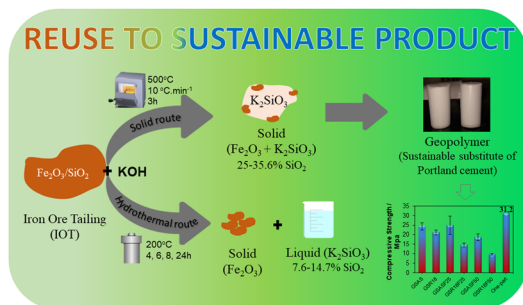 REUSE TO SUSTAINABLE PRODUCT
500°C
10 °C.min⁻¹
3h
Solid route
K₂SiO₃
Solid
(Fe₂O₃ + K₂SiO₃)
25-35.6% SiO₂
Fe₂O₃/SiO₂
+ KOH
Iron Ore Tailing
(IOT)
Hydrothermal route
200°C
4, 6, 8, 24h
Solid
(Fe₂O₃)
+
Liquid (K₂SiO₃)
7.6-14.7% SiO₂
Geopolymer
(Sustainable substitute of
Portland cement)
Compressive Strength /
Mpa
35
30
25
20
15
10
5
0
31.2
One-part